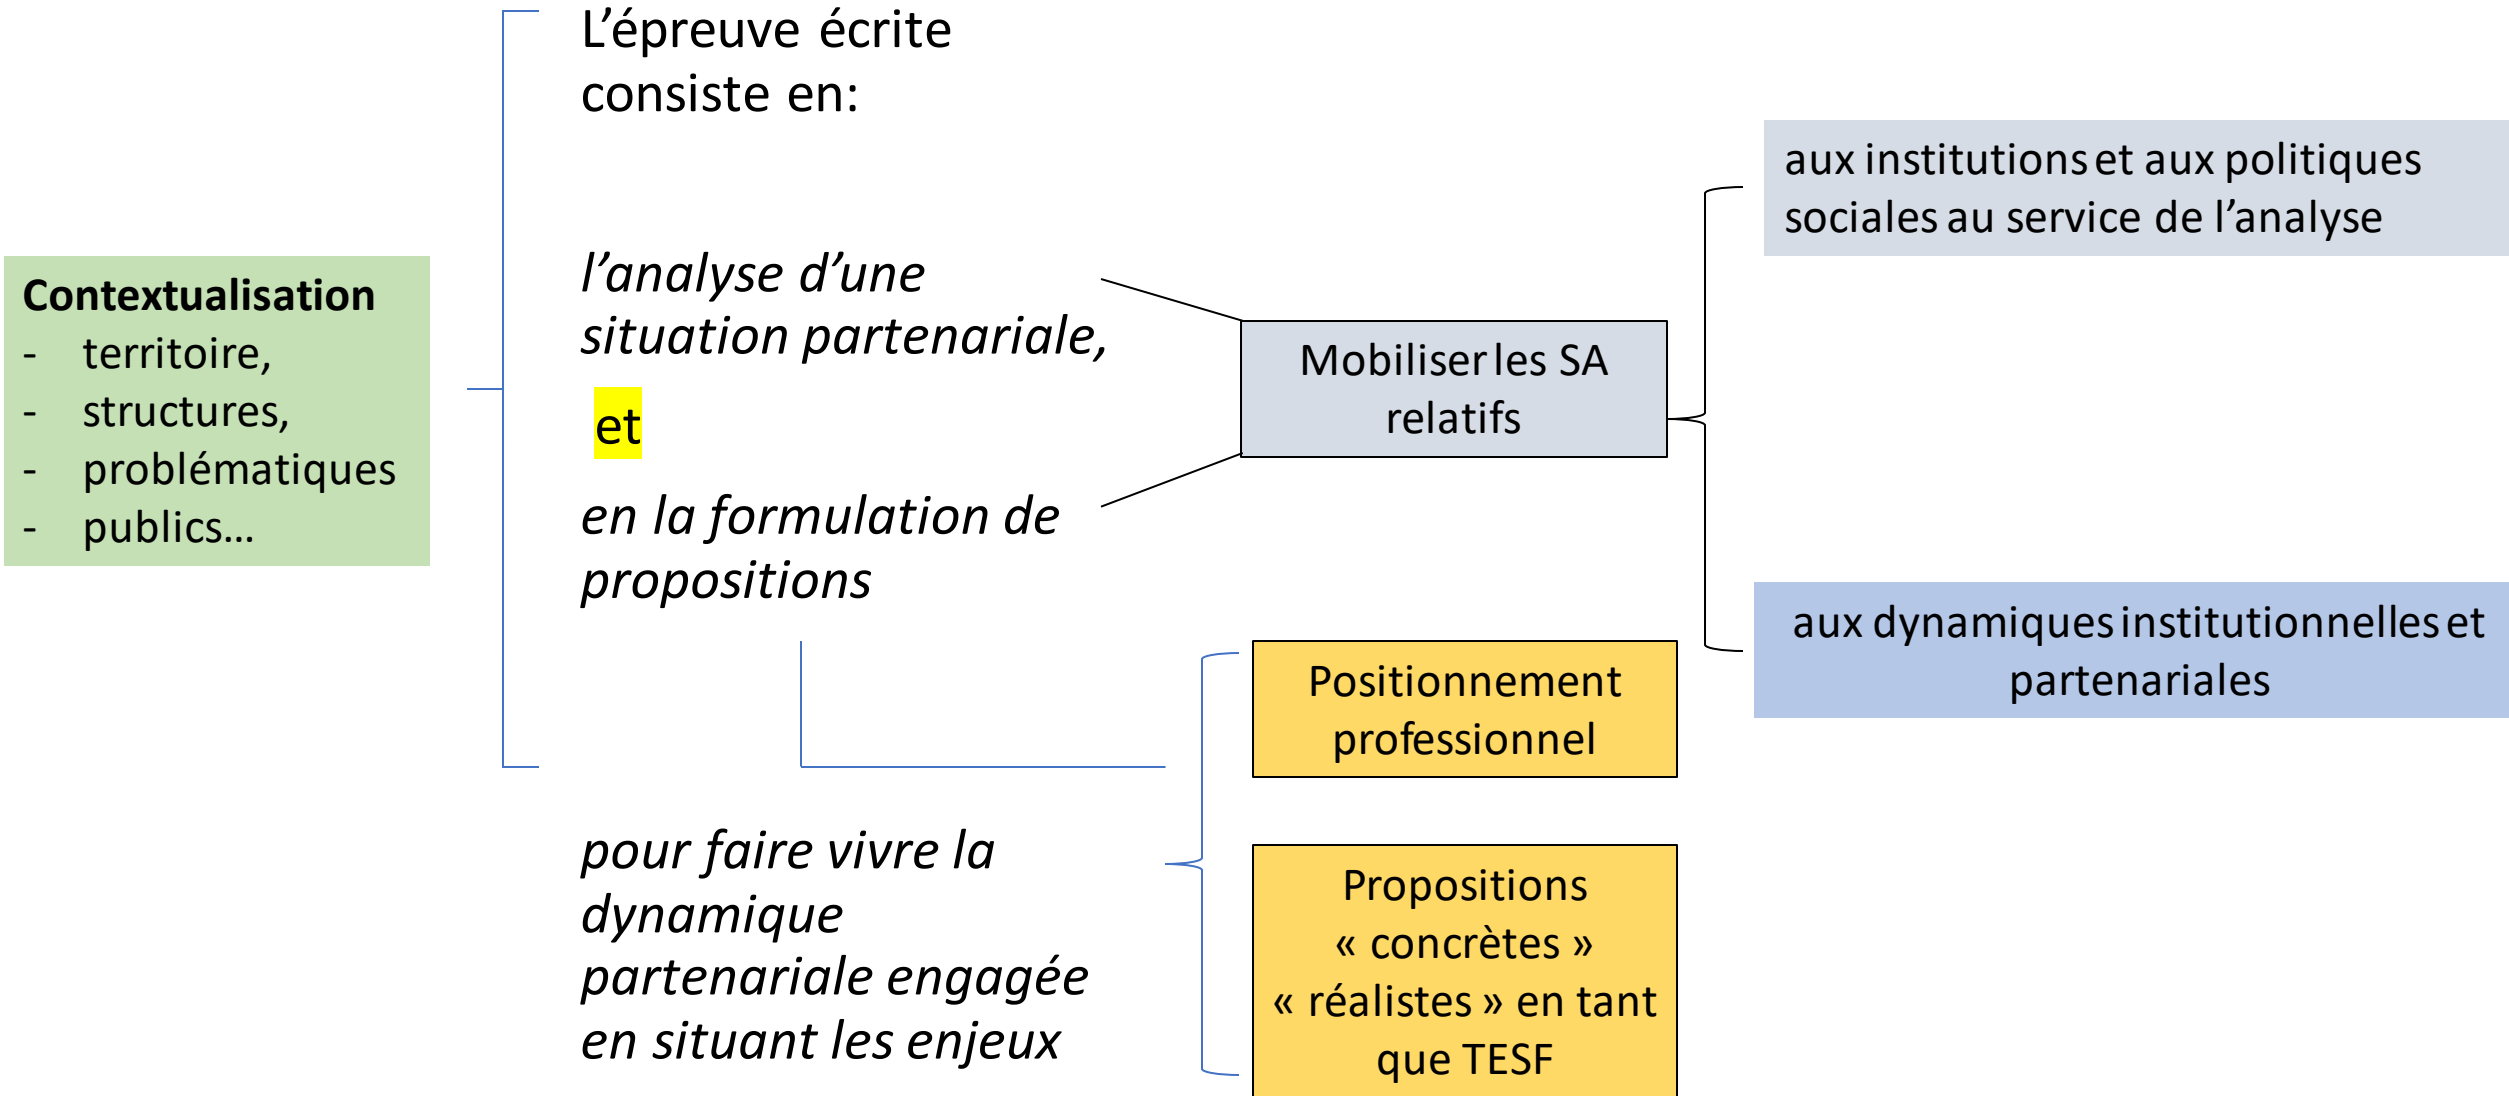 Contextualisation
- territoire,
- structures,
- problématiques
- publics…
L’épreuve écrite
consiste en:
l’analyse d’une
situation partenariale,
et
en la formulation de
propositions
pour faire vivre la
dynamique
partenariale engagée
en situant les enjeux
Mobiliser les SA
relatifs
aux institutions et aux politiques
sociales au service de l’analyse
aux dynamiques institutionnelles et
partenariales
Positionnement
professionnel
Propositions
« concrètes »
« réalistes » en tant
que TESF